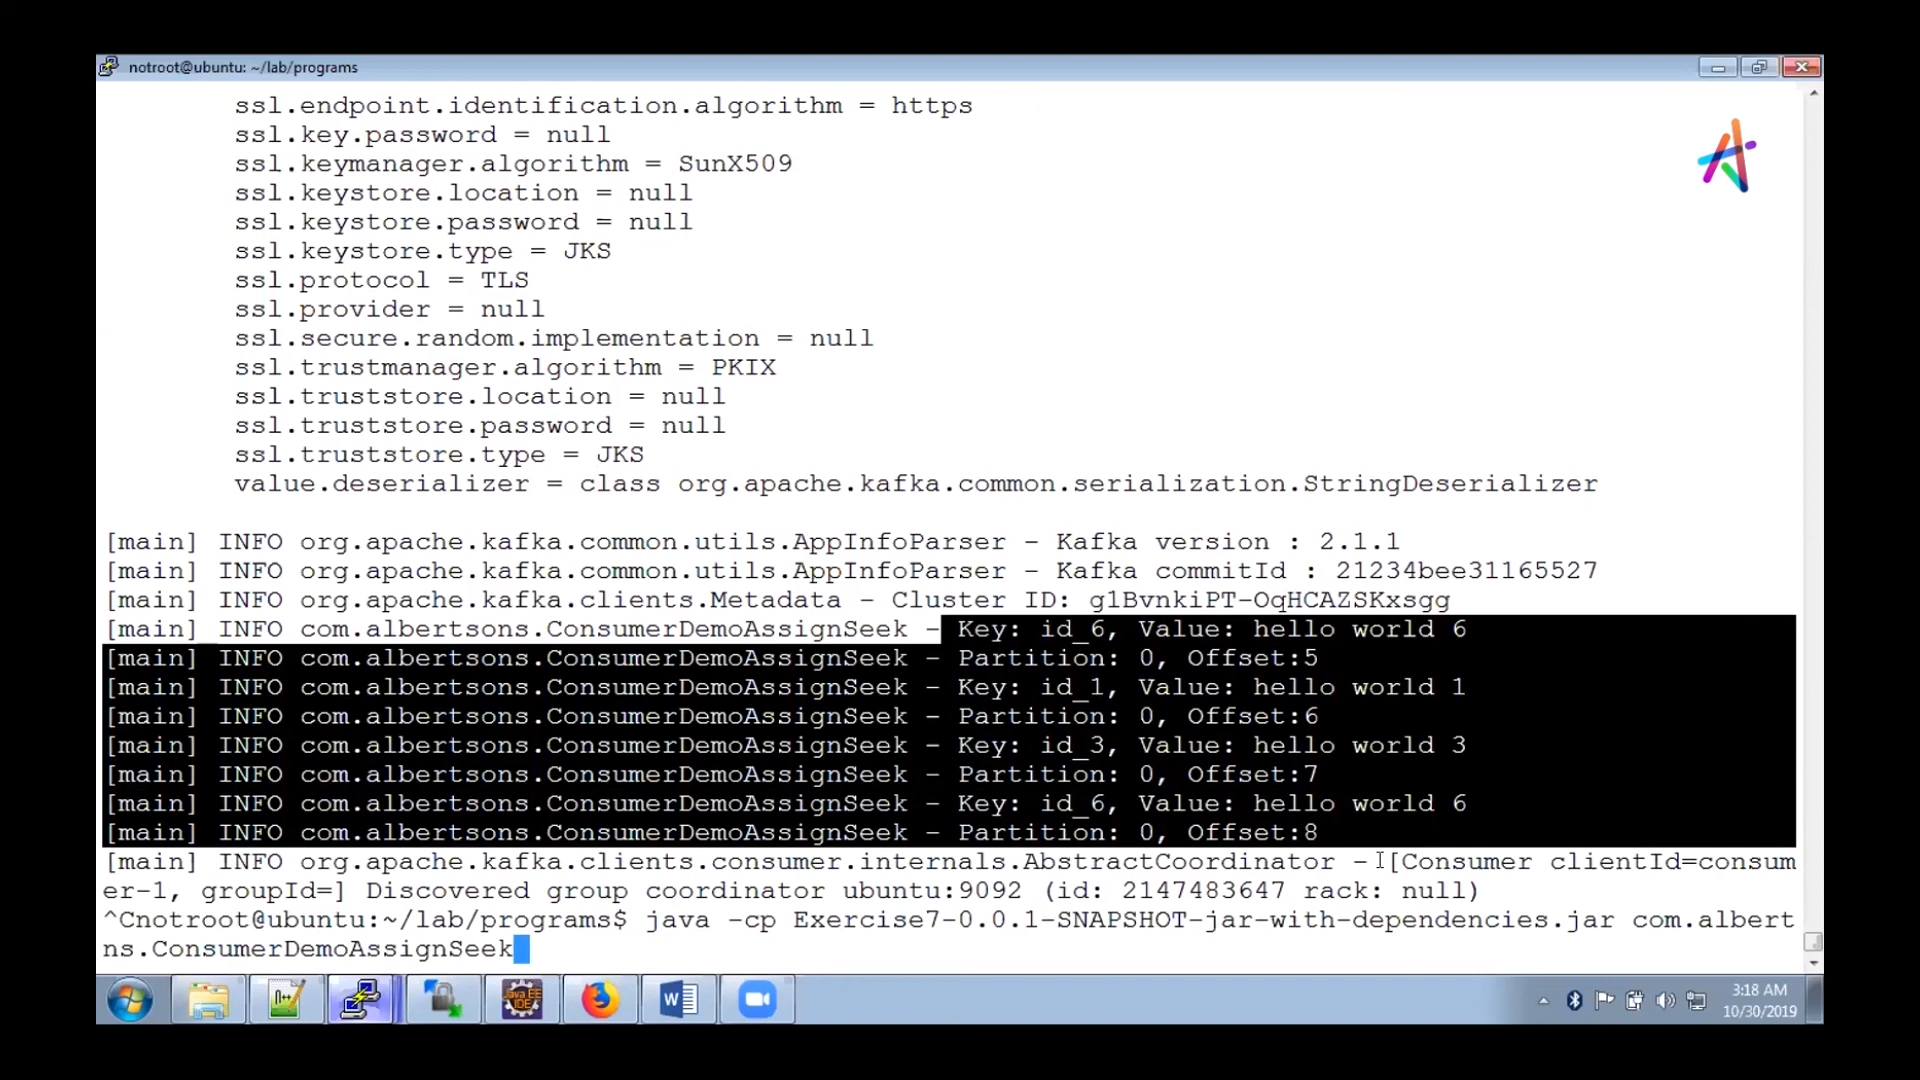 notroot@ubuntu: ~/lab/programs
ssl.endpoint.identification.algorithm = https
ssl.key.password = null
ssl.keymanager.algorithm = SunX509
ssl.keystore.location = null
ssl.keystore.password = null
ssl.keystore.type = JKS
ssl.protocol = TLS
ssl.provider = null
ssl.secure.random.implementation = null
ssl.trustmanager.algorithm = PKIX
ssl.truststore.location = null
ssl.truststore.password = null
ssl.truststore.type = JKS
value.deserializer = class org.apache.kafka.common.serialization.StringDeserializer
[main] INFO org.apache.kafka.common.utils.AppInfoParser - Kafka version : 2.1.1
[main] INFO org.apache.kafka.common.utils.AppInfoParser - Kafka commitId : 21234bee31165527
[main] INFO org.apache.kafka.clients.Metadata - Cluster ID: g1BvnkiPT-OqHCAZSKxsgg
[main] INFO com.albertsons.ConsumerDemoAssignSeek - Key: id_6, Value: hello world 6
[main] INFO com.albertsons.ConsumerDemoAssignSeek - Partition: 0, Offset:5
[main] INFO com.albertsons.ConsumerDemoAssignSeek - Key: id_1, Value: hello world 1
[main] INFO com.albertsons.ConsumerDemoAssignSeek - Partition: 0, Offset:6
[main] INFO com.albertsons.ConsumerDemoAssignSeek - Key: id_3, Value: hello world 3
[main] INFO com.albertsons.ConsumerDemoAssignSeek - Partition: 0, Offset:7
[main] INFO com.albertsons.ConsumerDemoAssignSeek - Key: id_6, Value: hello world 6
[main] INFO com.albertsons.ConsumerDemoAssignSeek - Partition: 0, Offset:8
[main] INFO org.apache.kafka.clients.consumer.internals.AbstractCoordinator - [Consumer clientId=consum
er-1, groupId=] Discovered group coordinator ubuntu:9092 (id: 2147483647 rack: null)
^Cnotroot@ubuntu:~/lab/programs$ java -cp Exercise7-0.0.1-SNAPSHOT-jar-with-dependencies.jar com.albert
ns.ConsumerDemoAssignSeek
N++
Java EE
IDE
W
3:18 AM
10/30/2019